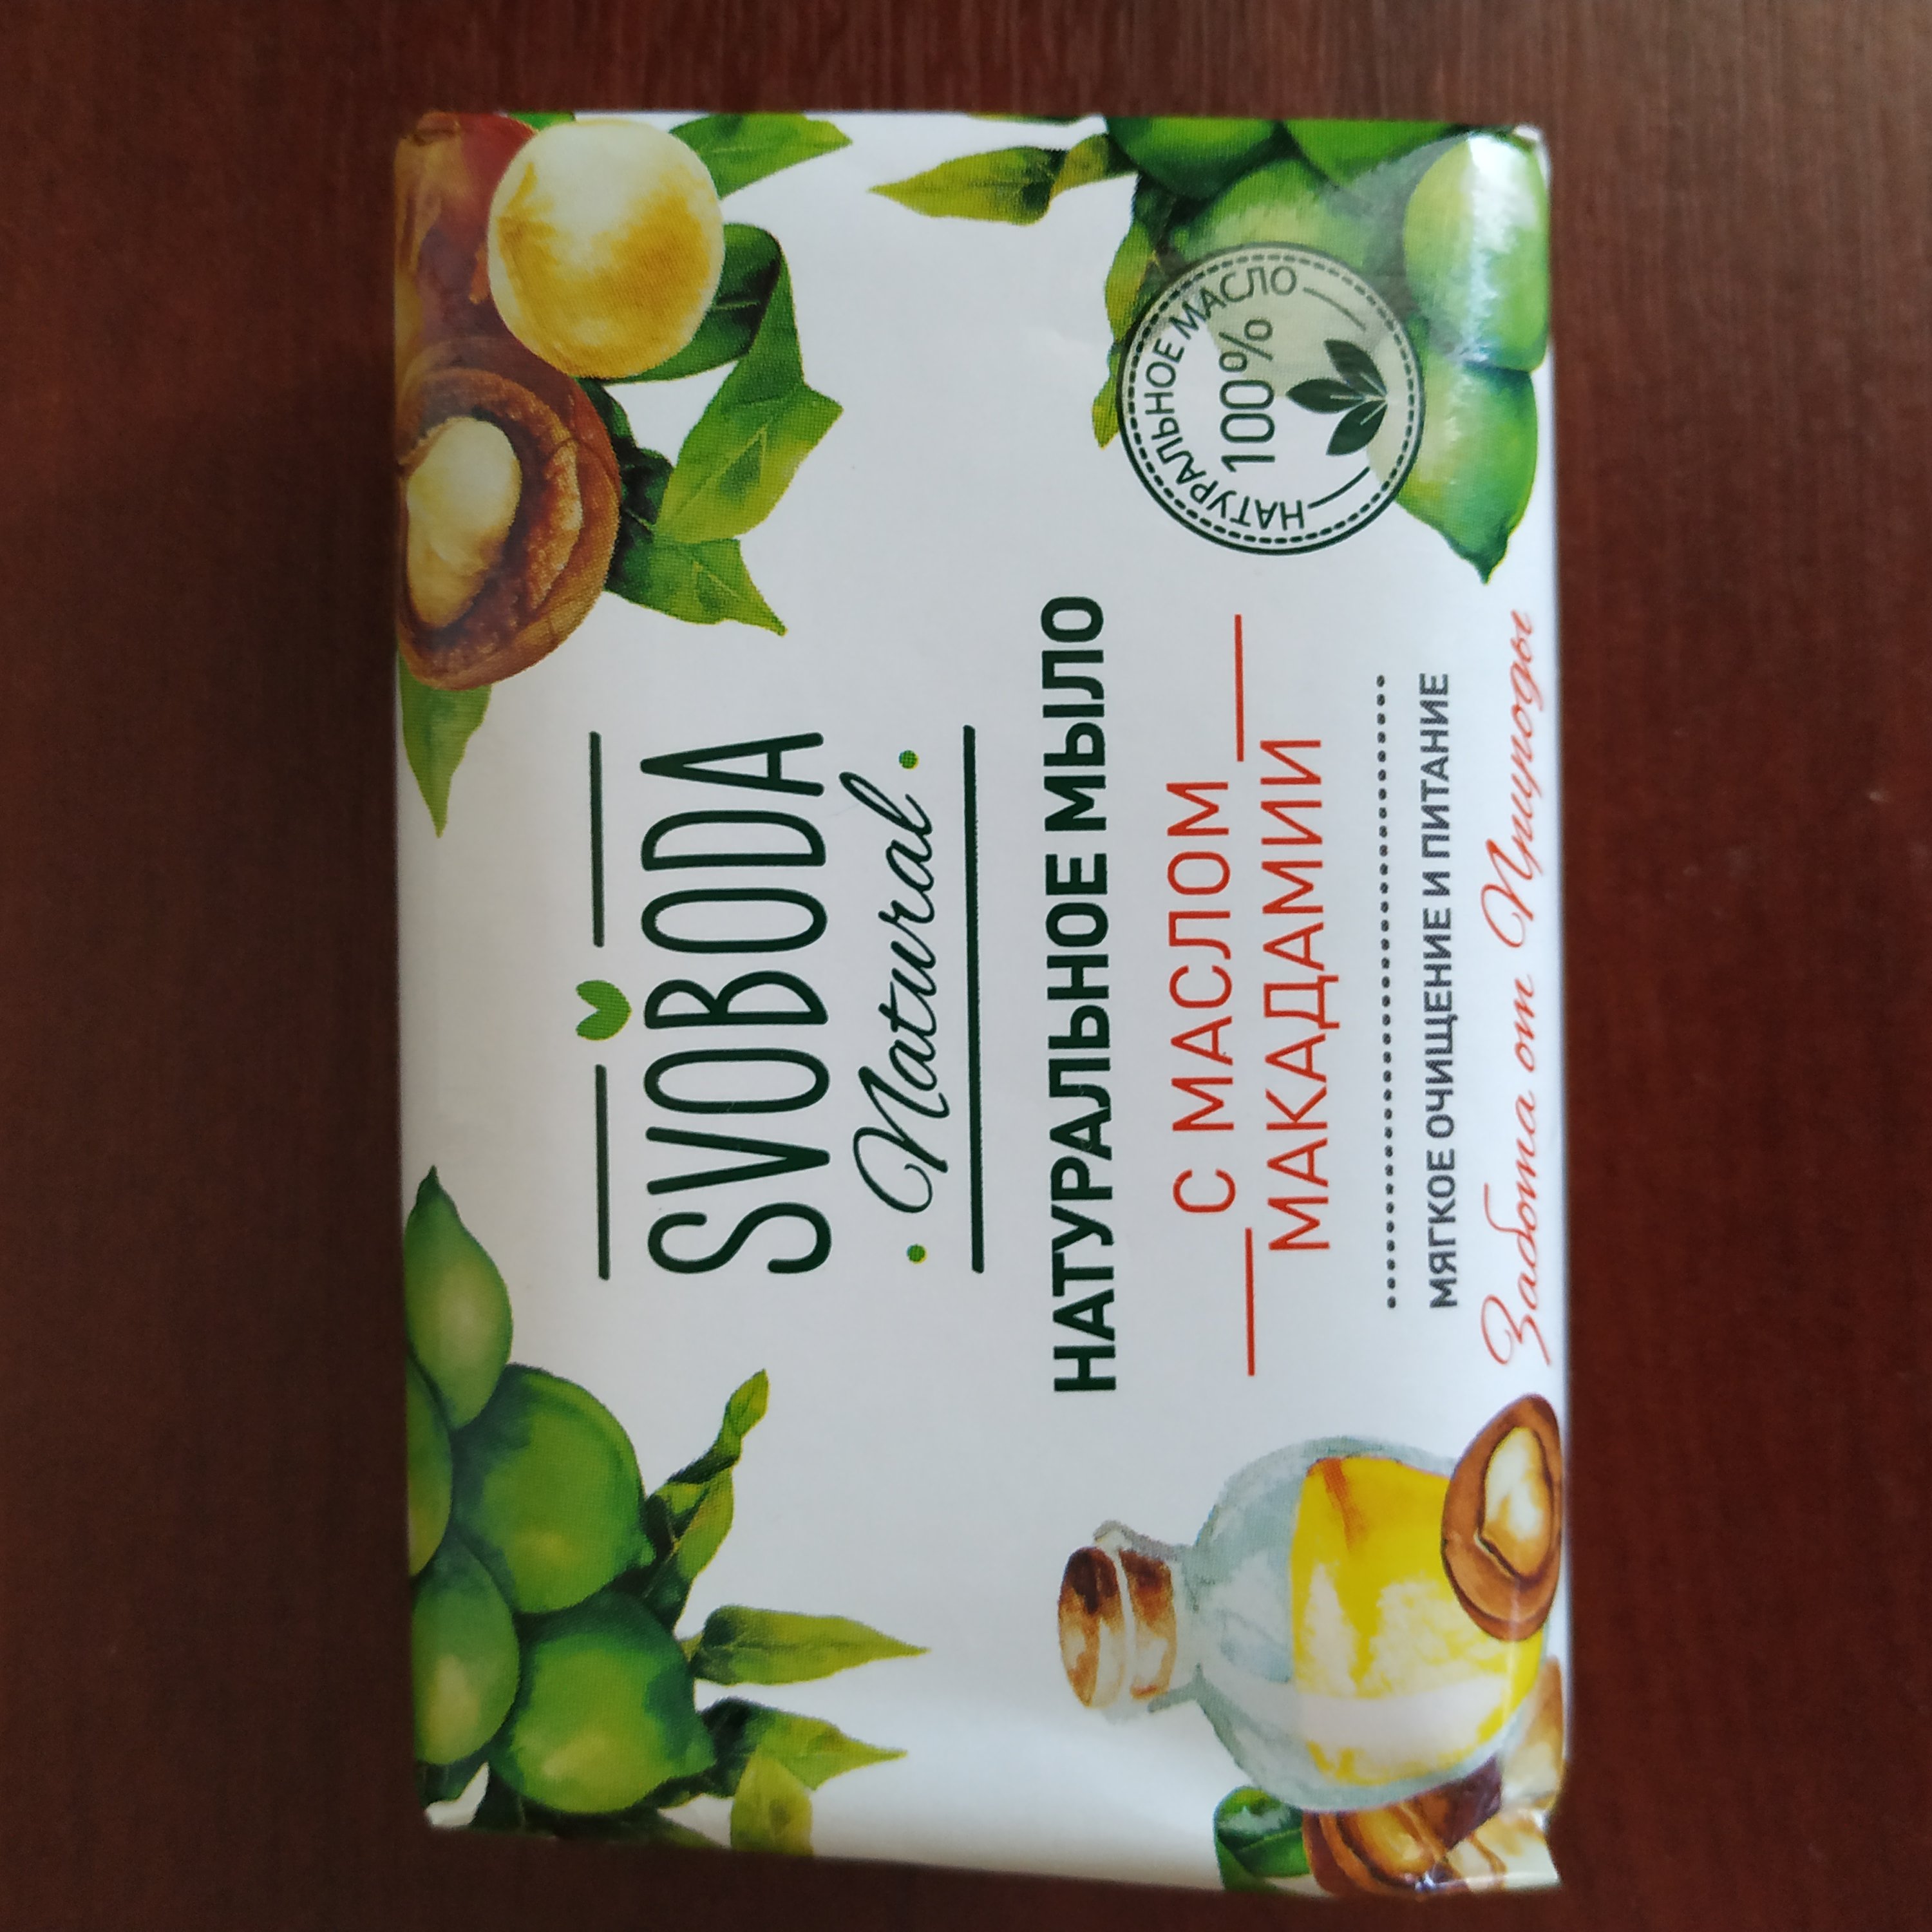 SVOBODA
Natural
НАТУРАЛЬНОЕ МЫЛО
С МАСЛОМ
МАКАДАМИИ
МЯГКОЕ ОЧИЩЕНИЕ И ПИТАНИЕ
Забота от Природы
НАТУРАЛЬНОЕ МАСЛО
100%